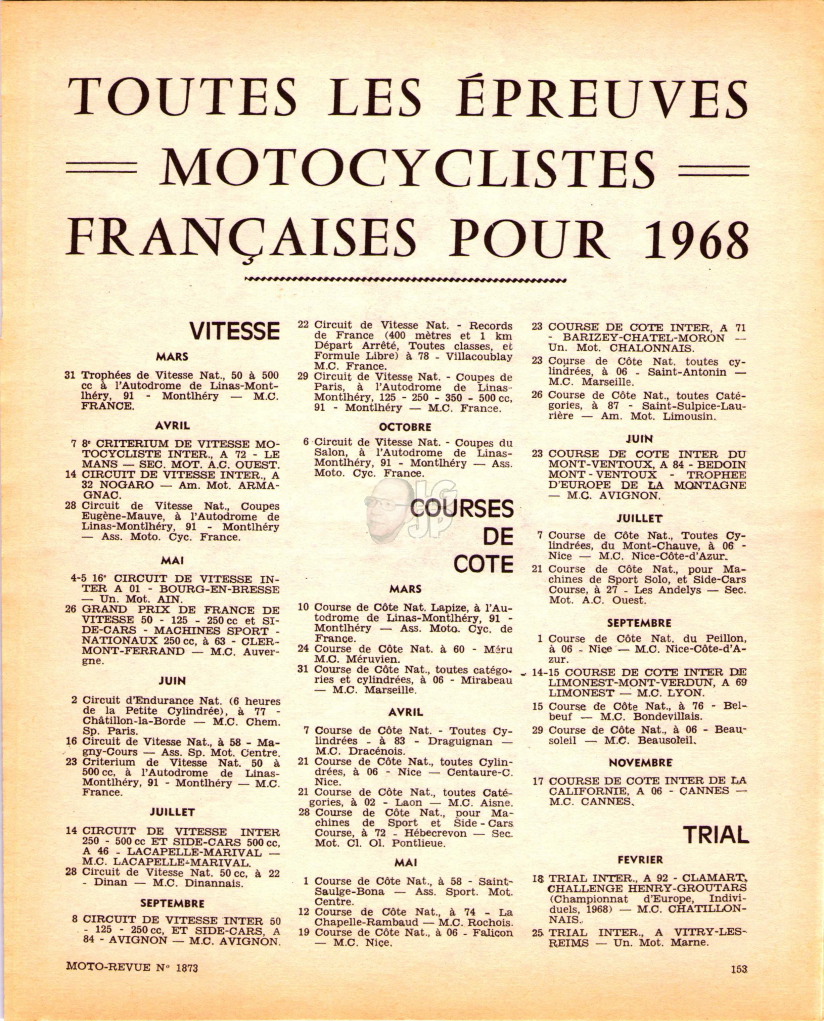 TOUTES LES ÉPREUVES
MOTOCYCLISTES
FRANÇAISES POUR 1968
VITESSE
MARS
31 Trophées de Vitesse Nat., 50 à 500
cc à l'Autodrome de Linas-Mont-
lhéry, 91 - Montlhéry — M.C.
FRANCE.
AVRIL
7 8e CRITERIUM DE VITESSE MO-
TOCYCLISTE INTER., A 72 - LE
MANS — SEC. MOT. A.C. OUEST.
14 CIRCUIT DE VITESSE INTER., A
32 NOGARO — Am. Mot. ARMA-
GNAC.
28 Circuit de Vitesse Nat., Coupes
Eugène-Mauve, à l'Autodrome de
Linas-Montlhéry, 91 - Montlhéry
— Ass. Moto. Cyc. France.
MAI
4-5 16e CIRCUIT DE VITESSE IN-
TER A 01 - BOURG-EN-BRESSE
— Un. Mot. AIN.
26 GRAND PRIX DE FRANCE DE
VITESSE 50 - 125 - 250 cc et SI-
DE-CARS - MACHINES SPORT -
NATIONAUX 250 cc, à 63 - CLER-
MONT-FERRAND — M.C. Auver-
gne.
JUIN
2 Circuit d'Endurance Nat. (6 heures
de la Petite Cylindrée), à 77 -
Châtillon-la-Borde — M.C. Chem.
Sp. Paris.
16 Circuit de Vitesse Nat., à 58 - Ma-
gny-Cours — Ass. Sp. Mot. Centre.
23 Criterium de Vitesse Nat. 50 à
500 cc, à l'Autodrome de Linas-
Montlhéry, 91 - Montlhéry — M.C.
France.
JUILLET
14 CIRCUIT DE VITESSE INTER
250 - 500 cc ET SIDE-CARS 500 cc,
A 46 - LACAPELLE-MARIVAL —
M.C. LACAPELLE-MARIVAL.
28 Circuit de Vitesse Nat. 50 cc, à 22
- Dinan — M.C. Dinannais.
SEPTEMBRE
8 CIRCUIT DE VITESSE INTER 50
- 125 - 250 cc, ET SIDE-CARS, A
84 - AVIGNON — M.C. AVIGNON.
22 Circuit de Vitesse Nat. - Records
de France (400 mètres et 1 km
Départ Arrêté, Toutes classes, et
Formule Libre) à 78 - Villacoublay
M.C. France.
29 Circuit de Vitesse Nat. - Coupes de
Paris, à l'Autodrome de Linas-
Montlhéry, 125 - 250 - 350 - 500 cc,
91 - Montlhéry — M.C. France.
OCTOBRE
6 Circuit de Vitesse Nat. - Coupes du
Salon, à l'Autodrome de Linas-
Montlhéry, 91 - Montlhéry — Ass.
Moto. Cyc. France.
COURSES
DE
COTE
MARS
10 Course de Côte Nat. Lapize, à l'Au-
todrome de Linas-Montlhéry, 91 -
Montlhéry — Ass. Moto. Cyc. de
France.
24 Course de Côte Nat. à 60 - Méru
M.C. Méruvien.
31 Course de Côte Nat., toutes catégo-
ries et cylindrées, à 06 - Mirabeau
— M.C. Marseille.
AVRIL
7 Course de Côte Nat. - Toutes Cy-
lindrées - à 83 - Draguignan —
M.C. Dracénois.
21 Course de Côte Nat., toutes Cylin-
drées, à 06 - Nice — Centaure-C.
Nice.
21 Course de Côte Nat., toutes Caté-
gories, à 02 - Laon — M.C. Aisne.
28 Course de Côte Nat., pour Ma-
chines de Sport et Side-Cars
Course, à 72 - Hébecrevon — Sec.
Mot. Cl. Ol. Pontlieue.
MAI
1 Course de Côte Nat., à 58 - Saint-
Saulge-Bona — Ass. Sport. Mot.
Centre.
12 Course de Côte Nat., à 74 - La
Chapelle-Rambaud — M.C. Rochois.
19 Course de Côte Nat., à 06 - Falicon
— M.C. Nice.
23 COURSE DE COTE INTER, A 71
- BARIZEY-CHATEL-MORON —
Un. Mot. CHALONNAIS.
23 Course de Côte Nat. toutes cy-
lindrées, à 06 - Saint-Antonin —
M.C. Marseille.
26 Course de Côte Nat., toutes Caté-
gories, à 87 - Saint-Sulpice-Lau-
rière — Am. Mot. Limousin.
JUIN
23 COURSE DE COTE INTER DU
MONT-VENTOUX, A 84 - BEDOIN
MONT-VENTOUX - TROPHEE
D'EUROPE DE LA MONTAGNE
— M.C. AVIGNON.
JUILLET
7 Course de Côte Nat., Toutes Cy-
lindrées, du Mont-Chauve, à 06 -
Nice — M.C. Nice-Côte-d'Azur.
21 Course de Côte Nat., pour Ma-
chines de Sport Solo, et Side-Cars
Course, à 27 - Les Andelys — Sec.
Mot. A.C. Ouest.
SEPTEMBRE
1 Course de Côte Nat. du Peillon,
à 06 - Nice — M.C. Nice-Côte-d'A-
zur.
14-15 COURSE DE COTE INTER DE
LIMONEST-MONT-VERDUN, A 69
LIMONEST — M.C. LYON.
15 Course de Côte Nat., à 76 - Bel-
beuf — M.C. Bondevillais.
29 Course de Côte Nat., à 06 - Beau-
soleil — M.C. Beausoleil.
NOVEMBRE
17 COURSE DE COTE INTER DE LA
CALIFORNIE, A 06 - CANNES —
M.C. CANNES.
TRIAL
FEVRIER
18 TRIAL INTER., A 92 - CLAMART,
CHALLENGE HENRY-GROUTARS
(Championnat d'Europe, Indivi-
duels, 1968) — M.C. CHATILLON-
NAIS.
25 TRIAL INTER., A VITRY-LES-
REIMS — Un. Mot. Marne.
MOTO-REVUE N° 1873
153